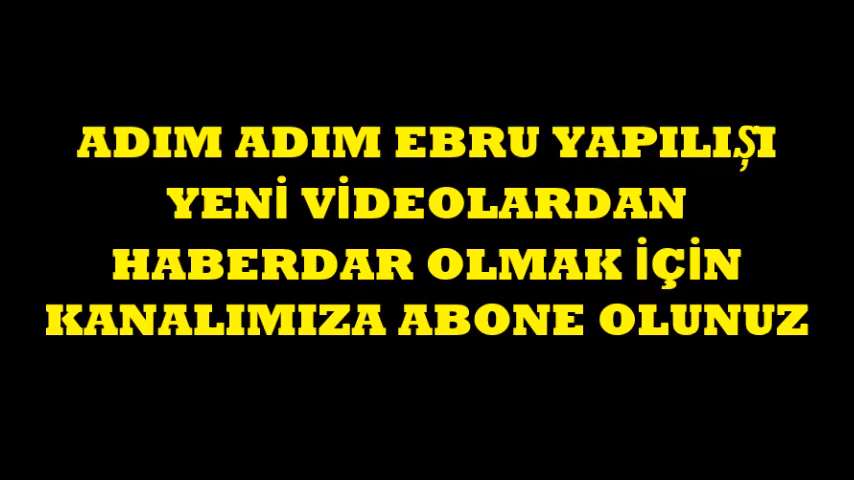 ADIM ADIM EBRU YAPILIŞI
YENİ VİDEOLARDAN
HABERDAR OLMAK İÇİN
KANALIMIZA ABONE OLUNUZ